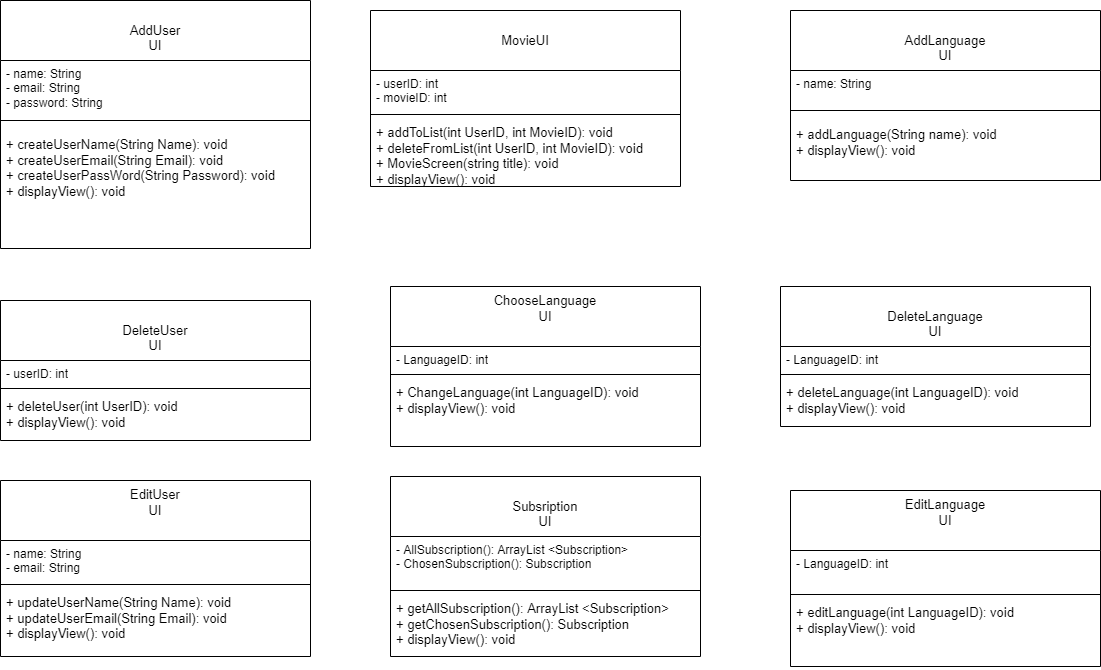 AddUser
UI
- name: String
- email: String
- password: String
+ createUserName(String Name): void
+ createUserEmail(String Email): void
+ createUserPassWord(String Password): void
+ displayView(): void
MovieUI
- userID: int
- movieID: int
+ addToList(int UserID, int MovieID): void
+ deleteFromList(int UserID, int MovieID): void
+ MovieScreen(string title): void
+ displayView(): void
AddLanguage
UI
- name: String
+ addLanguage(String name): void
+ displayView(): void
DeleteUser
UI
- userID: int
+ deleteUser(int UserID): void
+ displayView(): void
ChooseLanguage
UI
- LanguageID: int
+ ChangeLanguage(int LanguageID): void
+ displayView(): void
DeleteLanguage
UI
- LanguageID: int
+ deleteLanguage(int LanguageID): void
+ displayView(): void
EditUser
UI
- name: String
- email: String
+ updateUserName(String Name): void
+ updateUserEmail(String Email): void
+ displayView(): void
Subsription
UI
- AllSubscription(): ArrayList <Subscription>
- ChosenSubscription(): Subscription
+ getAllSubscription(): ArrayList <Subscription>
+ getChosenSubscription(): Subscription
+ displayView(): void
EditLanguage
UI
- LanguageID: int
+ editLanguage(int LanguageID): void
+ displayView(): void